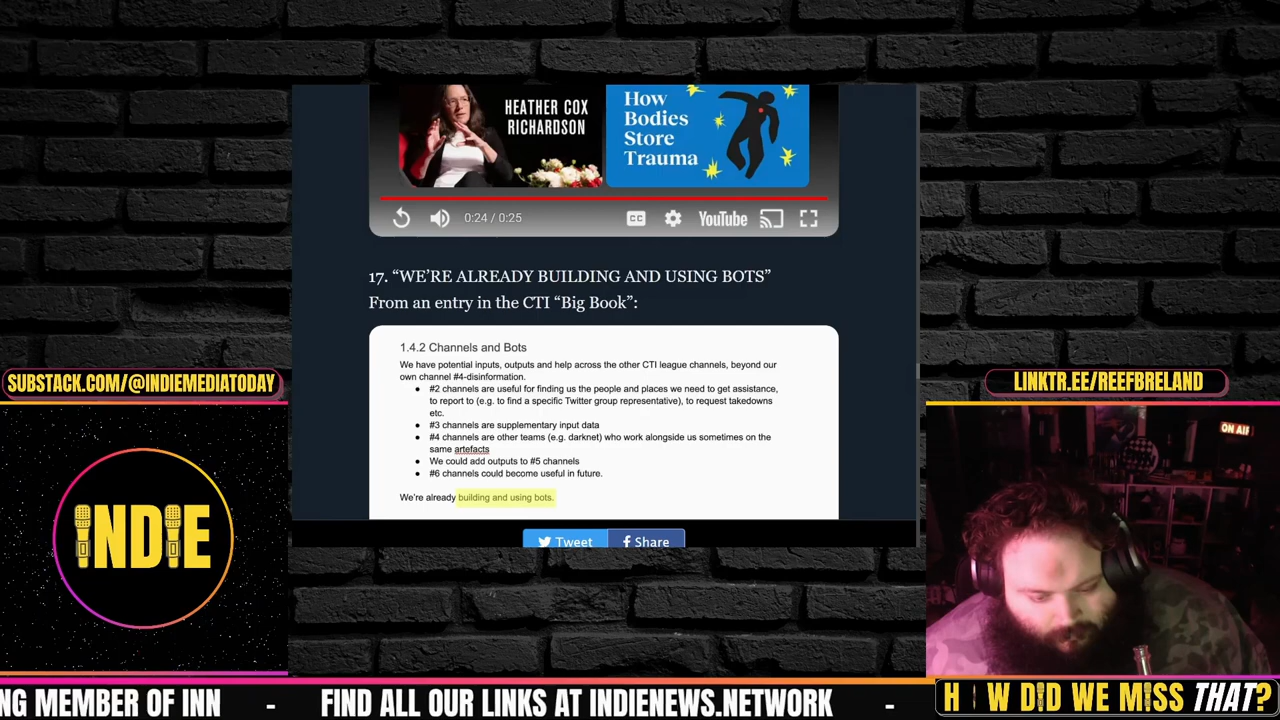 HEATHER COX
RICHARDSON
How
Bodies
Store
Trauma
0:24 / 0:25
CC
YouTube
17. “WE’RE ALREADY BUILDING AND USING BOTS”
From an entry in the CTI “Big Book”:
1.4.2 Channels and Bots
We have potential inputs, outputs and help across the other CTI league channels, beyond our
own channel #4-disinformation.
#2 channels are useful for finding us the people and places we need to get assistance,
to report to (e.g. to find a specific Twitter group representative), to request takedowns
etc.
#3 channels are supplementary input data
#4 channels are other teams (e.g. darknet) who work alongside us sometimes on the
same artefacts
We could add outputs to #5 channels
#6 channels could become useful in future.
We're already building and using bots.
Tweet
Share
SUBSTACK.COM/@INDIEMEDIATODAY
INDIE
LINKTR.EE/REEFBRELAND
ON AIR
NG MEMBER OF INN - FIND ALL OUR LINKS AT INDIENEWS.NETWORK -
HOW DID WE MISS THAT?